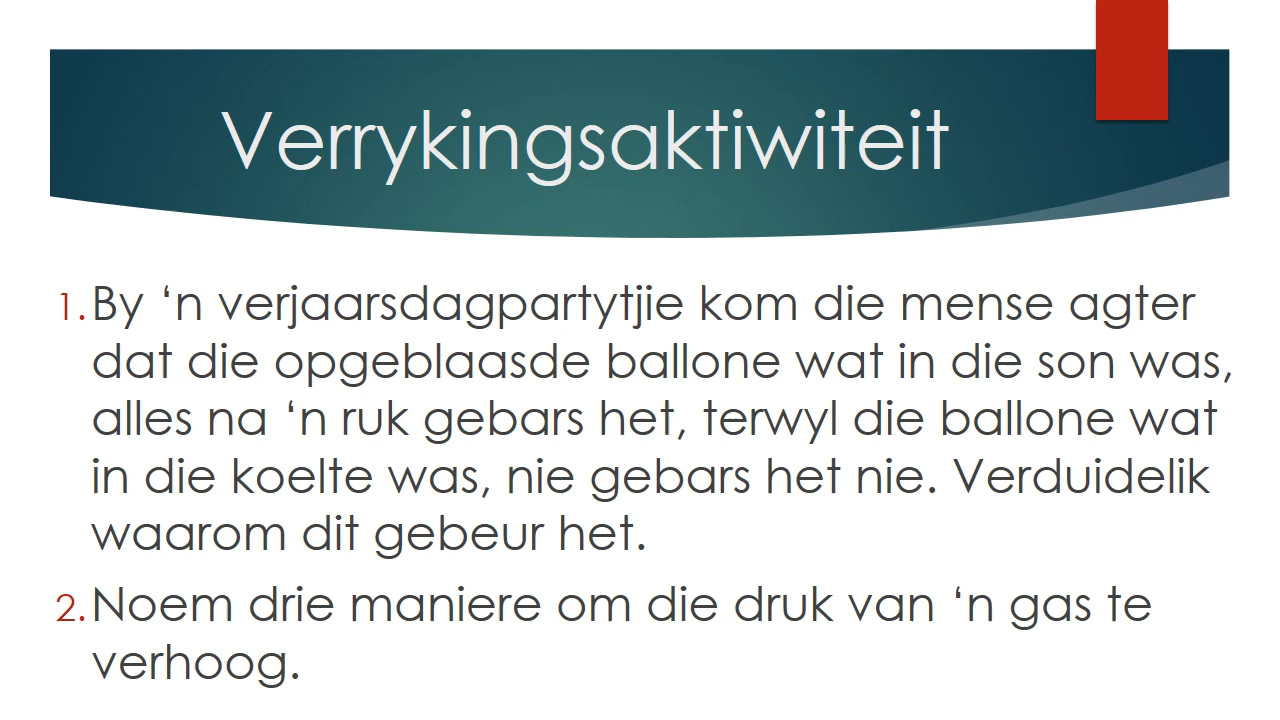 Verrykingsaktiwiteit
1. By ‘n verjaarsdagpartytjie kom die mense agter
dat die opgeblaasde ballone wat in die son was,
alles na ‘n ruk gebars het, terwyl die ballone wat
in die koelte was, nie gebars het nie. Verduidelik
waarom dit gebeur het.
2. Noem drie maniere om die druk van ‘n gas te
verhoog.